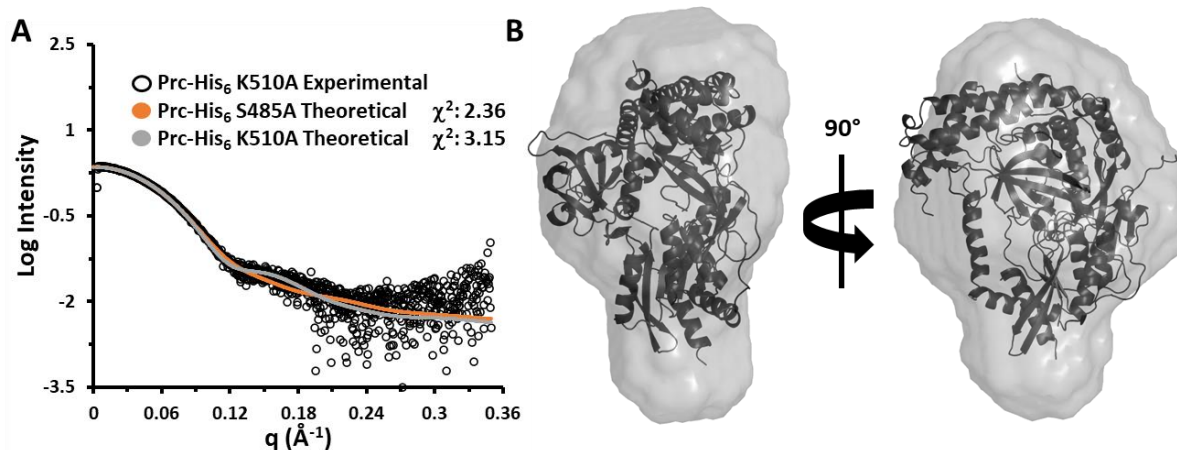 A
B
2.5
1
-0.5
-2
-3.5
Log Intensity
Prc-His₆ K510A Experimental
Prc-His₆ S485A Theoretical χ²: 2.36
Prc-His₆ K510A Theoretical χ²: 3.15
0 0.06 0.12 0.18 0.24 0.3 0.36
q (Å⁻¹)
90°